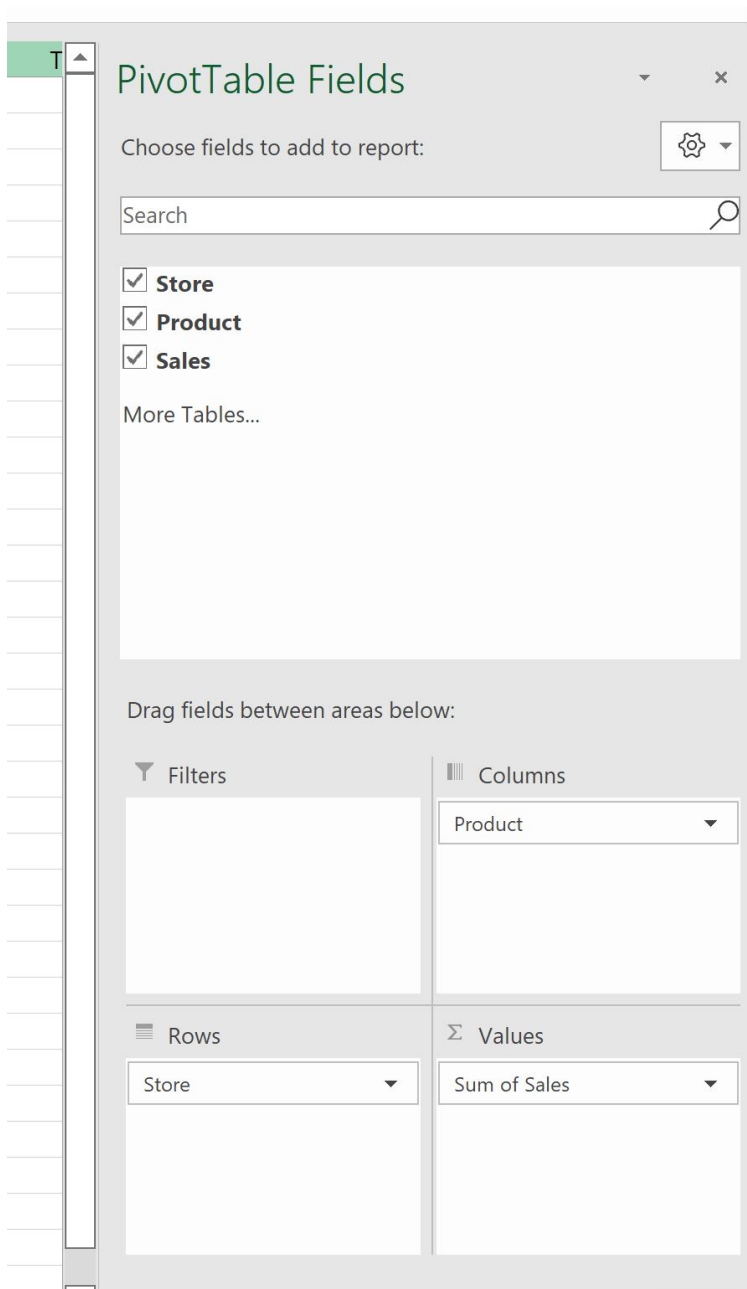 T
PivotTable Fields
Choose fields to add to report:
Search
Store
Product
Sales
More Tables...
Drag fields between areas below:
Filters
Columns
Product
Rows
Σ Values
Store
Sum of Sales